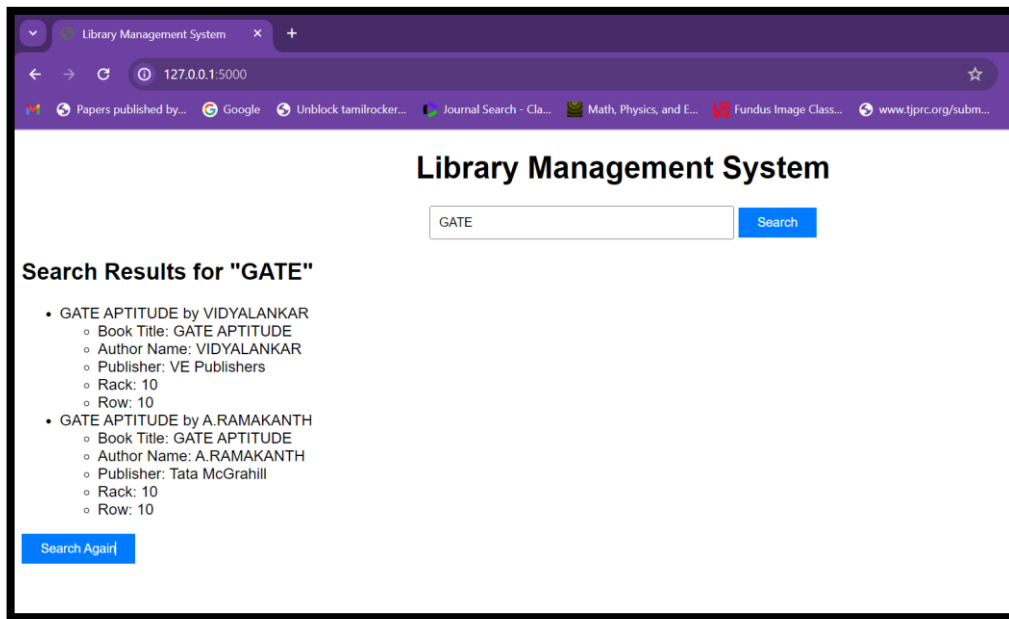 Library Management System
127.0.0.1:5000
Papers published by... Google Unblock tamilrocker... Journal Search - Cla... Math, Physics, and E... Fundus Image Class... www.tjprc.org/subm...
Library Management System
GATE Search
Search Results for "GATE"
GATE APTITUDE by VIDYALANKAR
Book Title: GATE APTITUDE
Author Name: VIDYALANKAR
Publisher: VE Publishers
Rack: 10
Row: 10
GATE APTITUDE by A.RAMAKANTH
Book Title: GATE APTITUDE
Author Name: A.RAMAKANTH
Publisher: Tata McGrahill
Rack: 10
Row: 10
Search Again